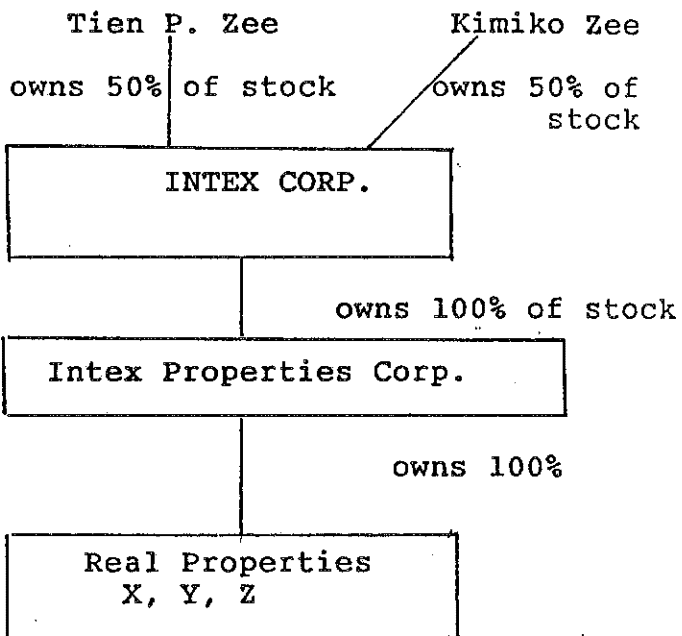 Tien P. Zee Kimiko Zee
owns 50% of stock owns 50% of
stock
INTEX CORP.
owns 100% of stock
Intex Properties Corp.
owns 100%
Real Properties
X, Y, Z